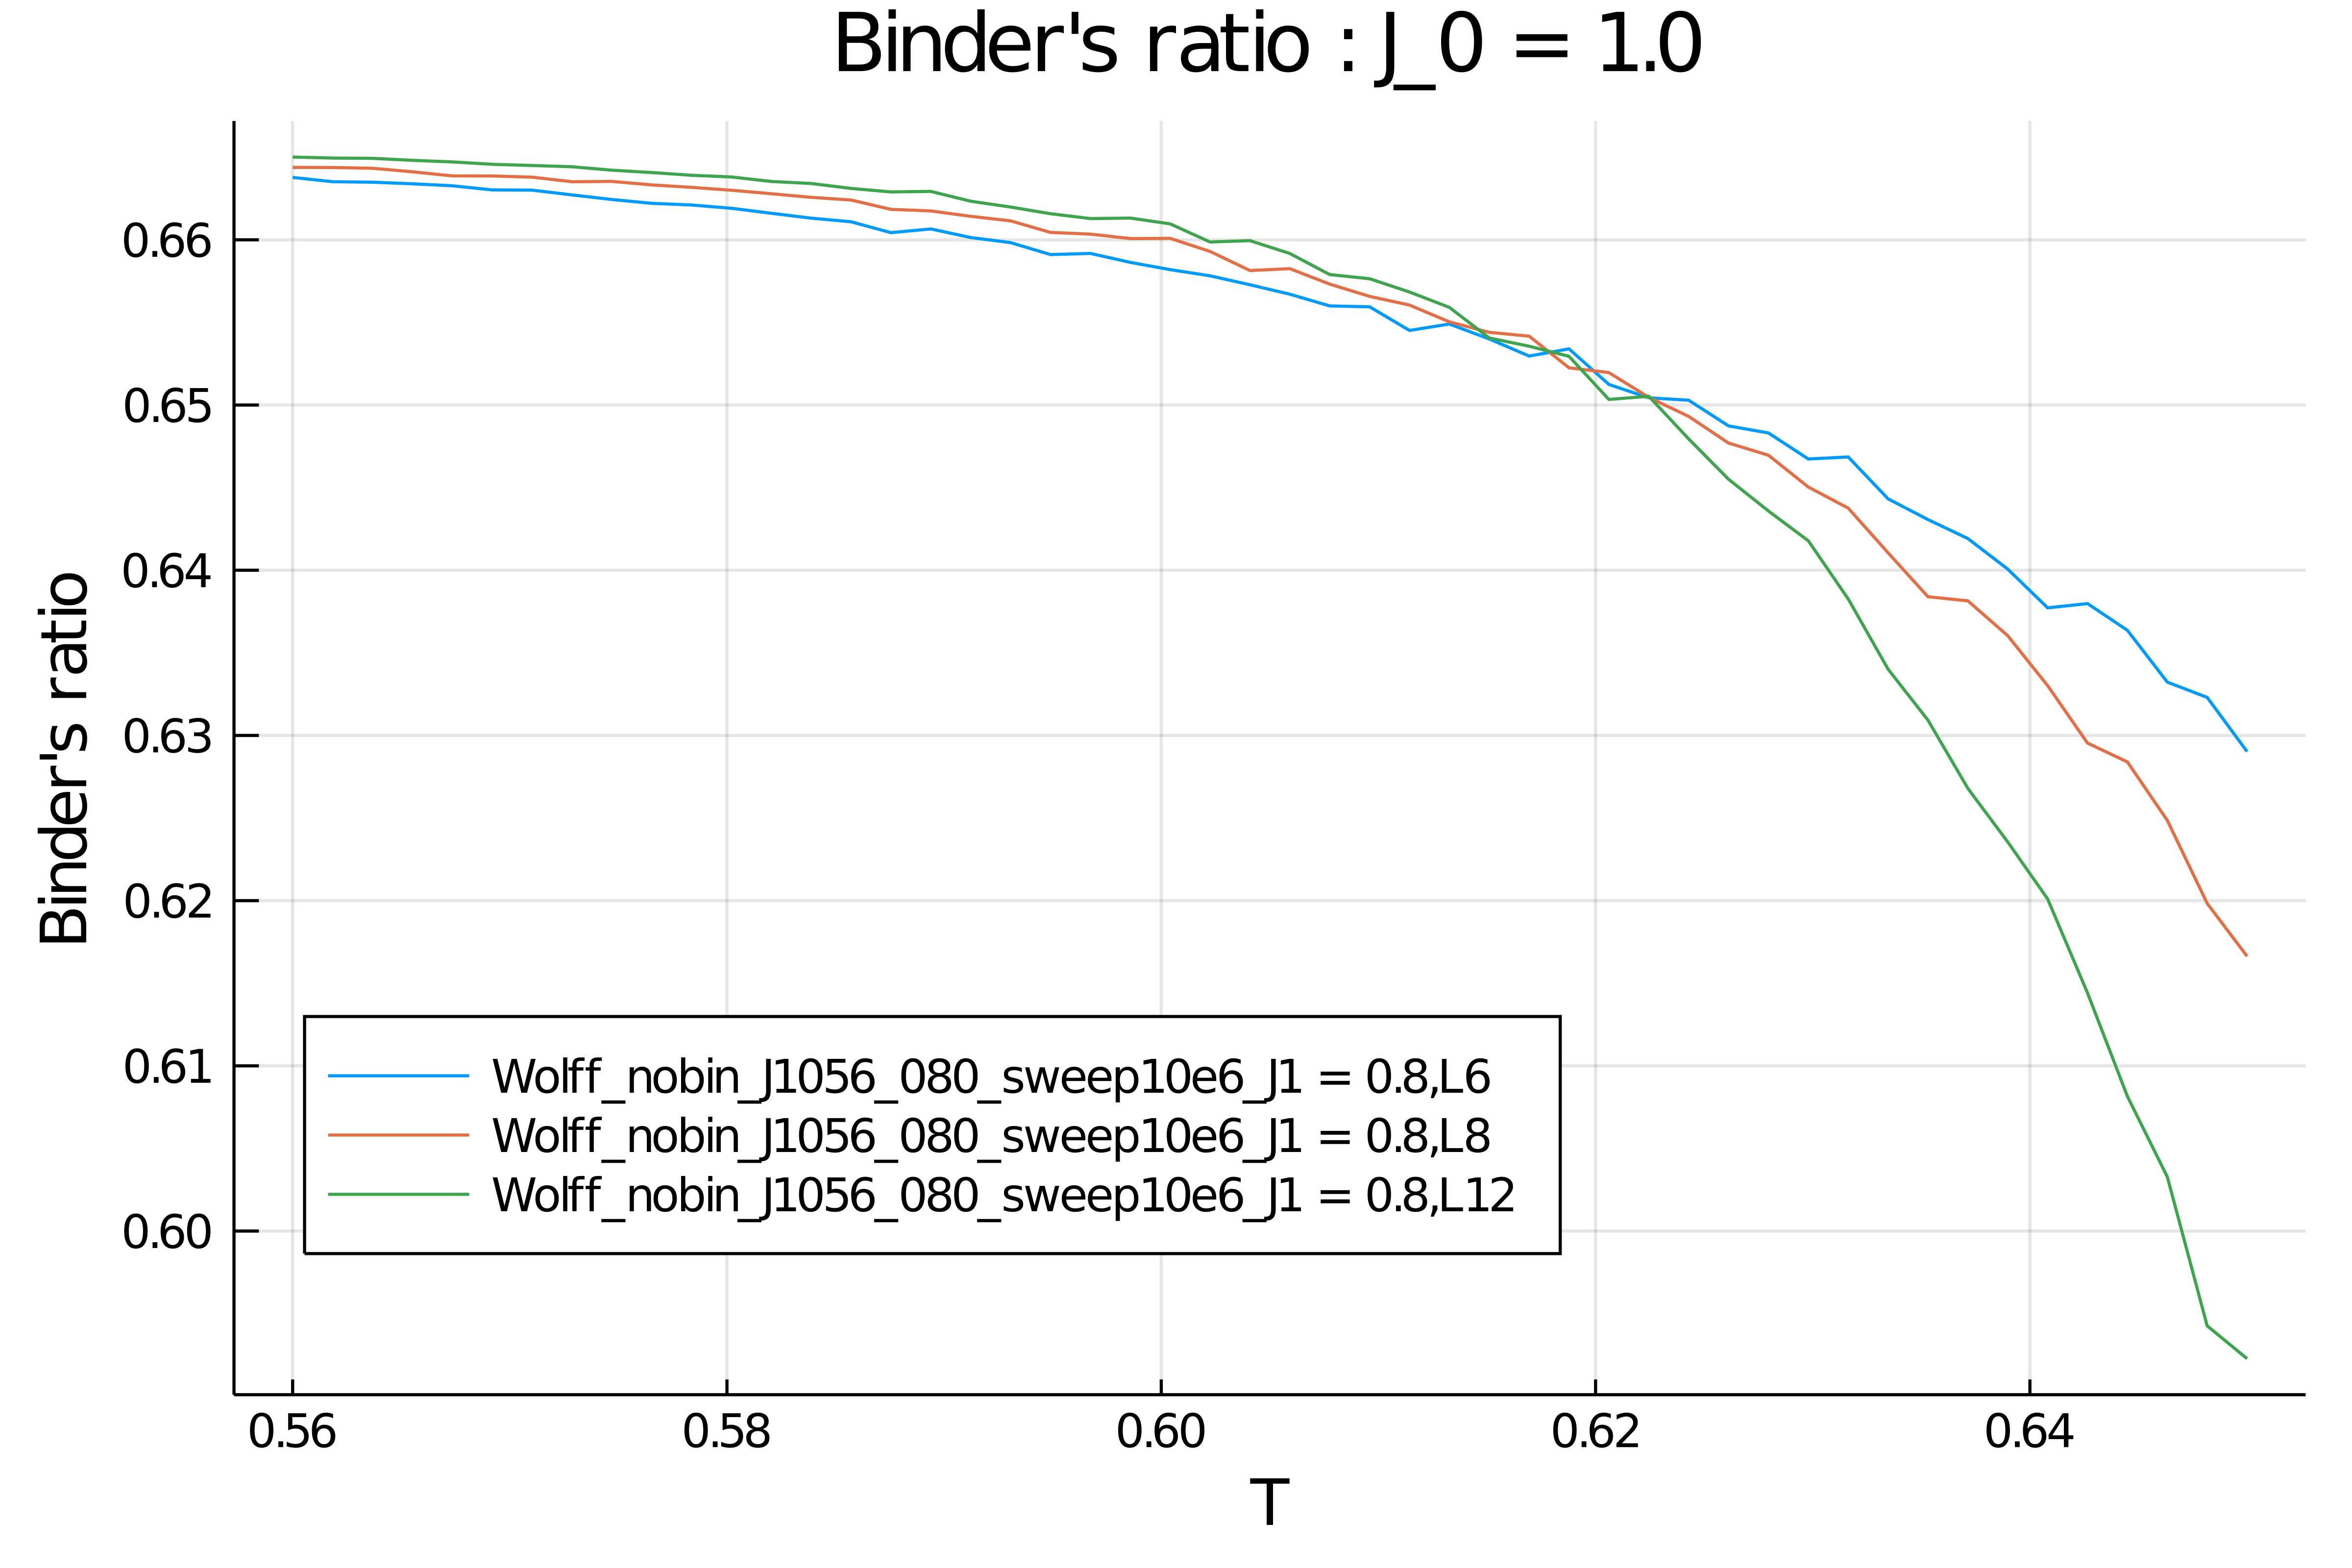 Binder's ratio : J_0 = 1.0
Binder's ratio
0.66
0.65
0.64
0.63
0.62
0.61
0.60
Wolff_nobin_J1056_080_sweep10e6_J1 = 0.8,L6
Wolff_nobin_J1056_080_sweep10e6_J1 = 0.8,L8
Wolff_nobin_J1056_080_sweep10e6_J1 = 0.8,L12
0.56 0.58 0.60 0.62 0.64
T